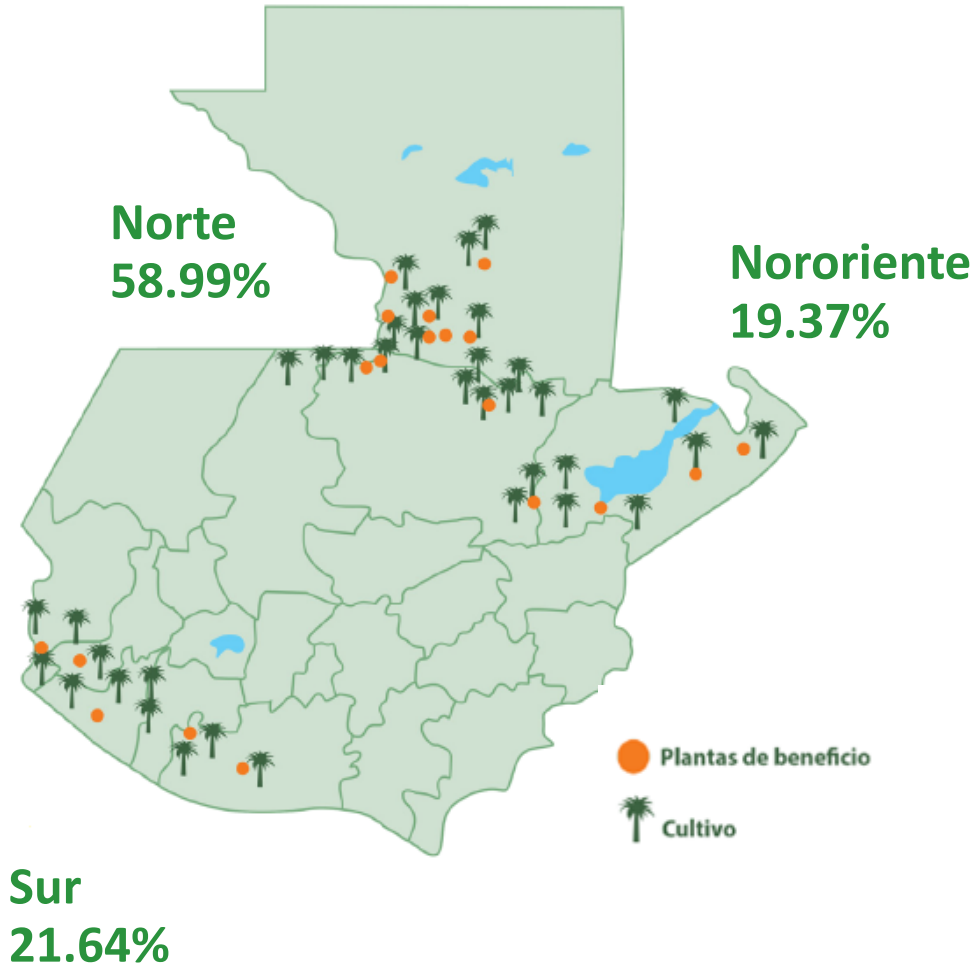 Norte
58.99%
Nororiente
19.37%
Plantas de beneficio
Cultivo
Sur
21.64%